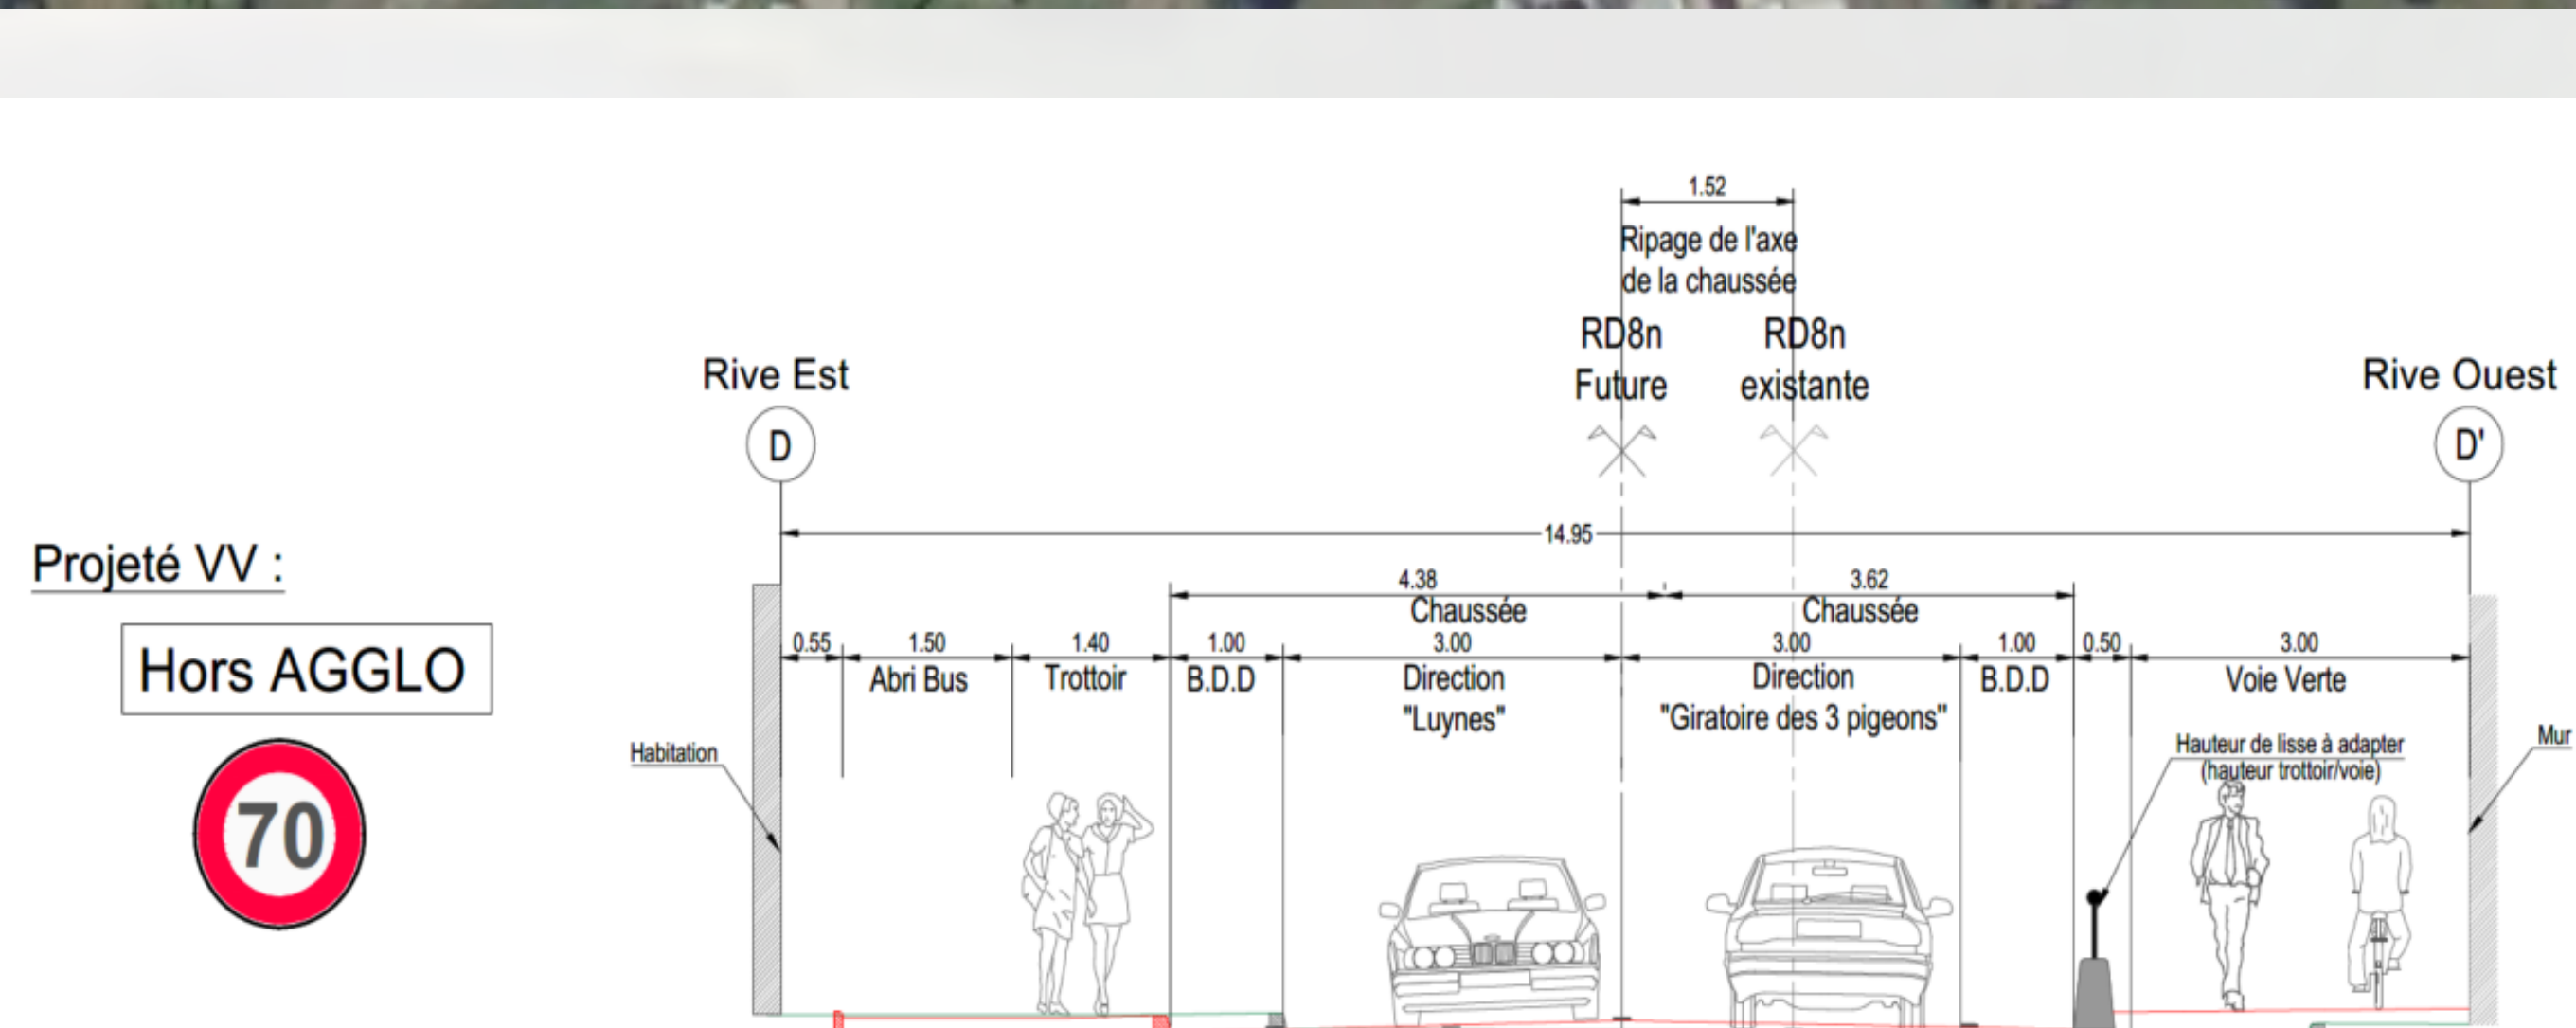 1.52
Ripage de l'axe
de la chaussée
RD8n RD8n
Future existante
Rive Est Rive Ouest
D D'
14.95
Projeté VV :
4.38 3.62
Chaussée Chaussée
0.55 1.50 1.40 1.00 3.00 3.00 1.00 0.50 3.00
Hors AGGLO
Abri Bus Trottoir B.D.D Direction Direction B.D.D Voie Verte
"Luynes" "Giratoire des 3 pigeons"
Habitation Hauteur de lisse à adapter Mur
(hauteur trottoir/voie)
70